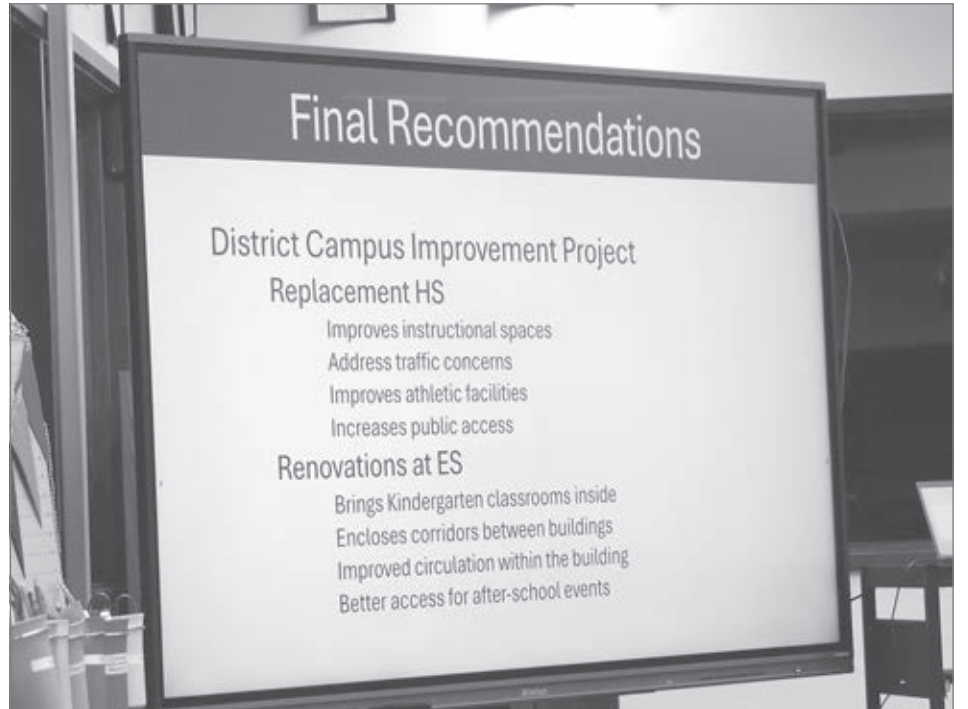 Final Recommendations
District Campus Improvement Project
Replacement HS
Improves instructional spaces
Address traffic concerns
Improves athletic facilities
Increases public access
Renovations at ES
Brings Kindergarten classrooms inside
Encloses corridors between buildings
Improved circulation within the building
Better access for after-school events